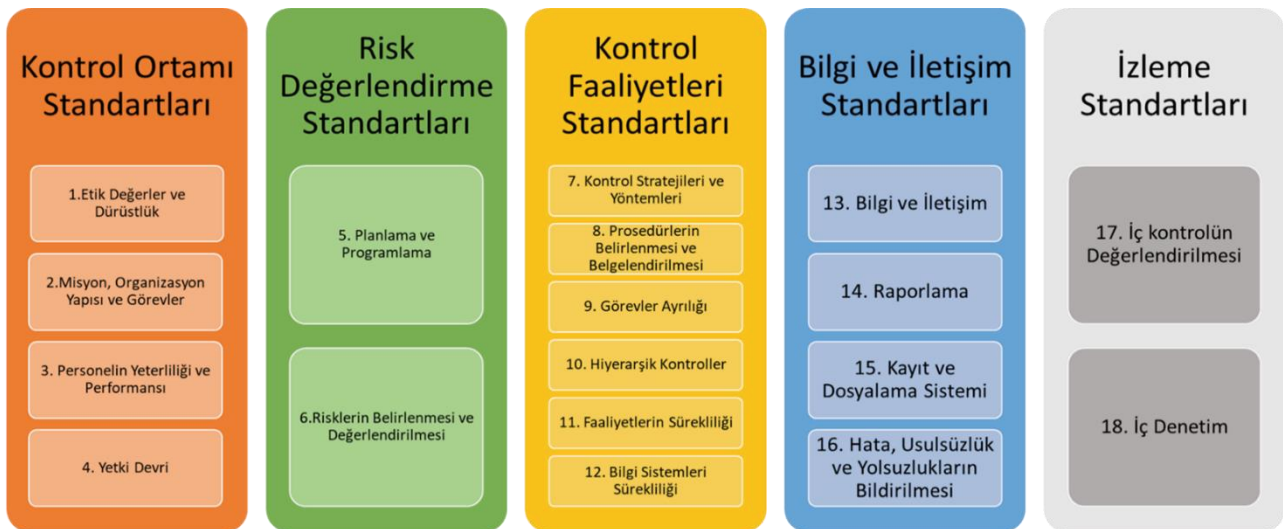 Kontrol Ortamı
Standartları
1.Etik Değerler ve
Dürüstlük
2.Misyon, Organizasyon
Yapısı ve Görevler
3. Personelin Yeterliliği ve
Performansı
4. Yetki Devri
Risk
Değerlendirme
Standartları
5. Planlama ve
Programlama
6.Risklerin Belirlenmesi ve
Değerlendirilmesi
Kontrol
Faaliyetleri
Standartları
7. Kontrol Stratejileri ve
Yöntemleri
8. Prosedürlerin
Belirlenmesi ve
Belgelendirilmesi
9. Görevler Ayrılığı
10. Hiyerarşik Kontroller
11. Faaliyetlerin Sürekliliği
12. Bilgi Sistemleri
Sürekliliği
Bilgi ve İletişim
Standartları
13. Bilgi ve İletişim
14. Raporlama
15. Kayıt ve
Dosyalama Sistemi
16. Hata, Usulsüzlük
ve Yolsuzlukların
Bildirilmesi
İzleme
Standartları
17. İç kontrolün
Değerlendirilmesi
18. İç Denetim